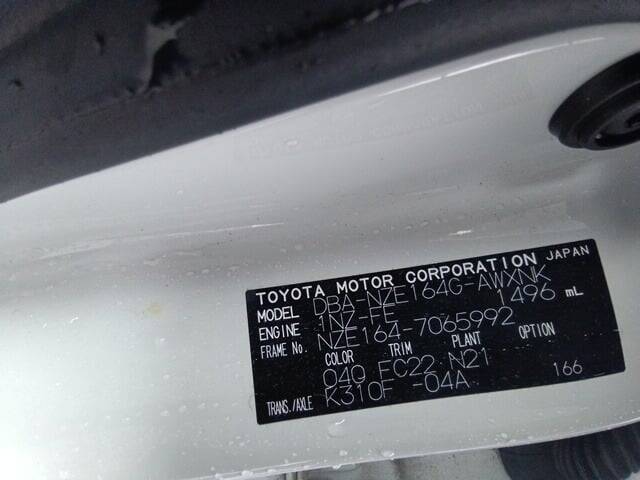 TOYOTA MOTOR CORPORATION JAPAN
MODEL DBA-NZE164G-AWXNK
ENGINE 1NZ-FE 1496 mL
FRAME No. NZE164-7065992
COLOR TRIM PLANT OPTION
040 FC22 N21
TRANS./AXLE K310F -04A 166